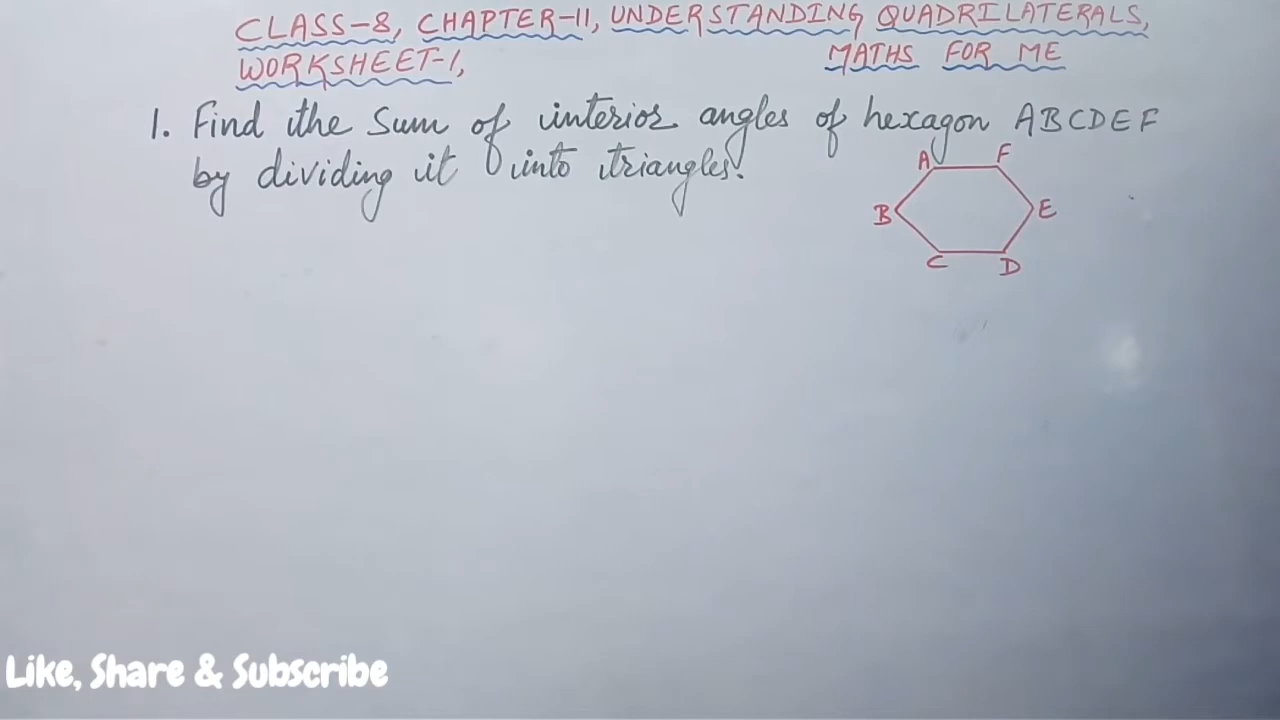 CLASS-8, CHAPTER-11, UNDERSTANDING QUADRILATERALS,
WORKSHEET-1, MATHS FOR ME
1. Find the Sum of interior angles of hexagon ABCDEF
by dividing it into triangles.
A F
B E
C D
Like, Share & Subscribe